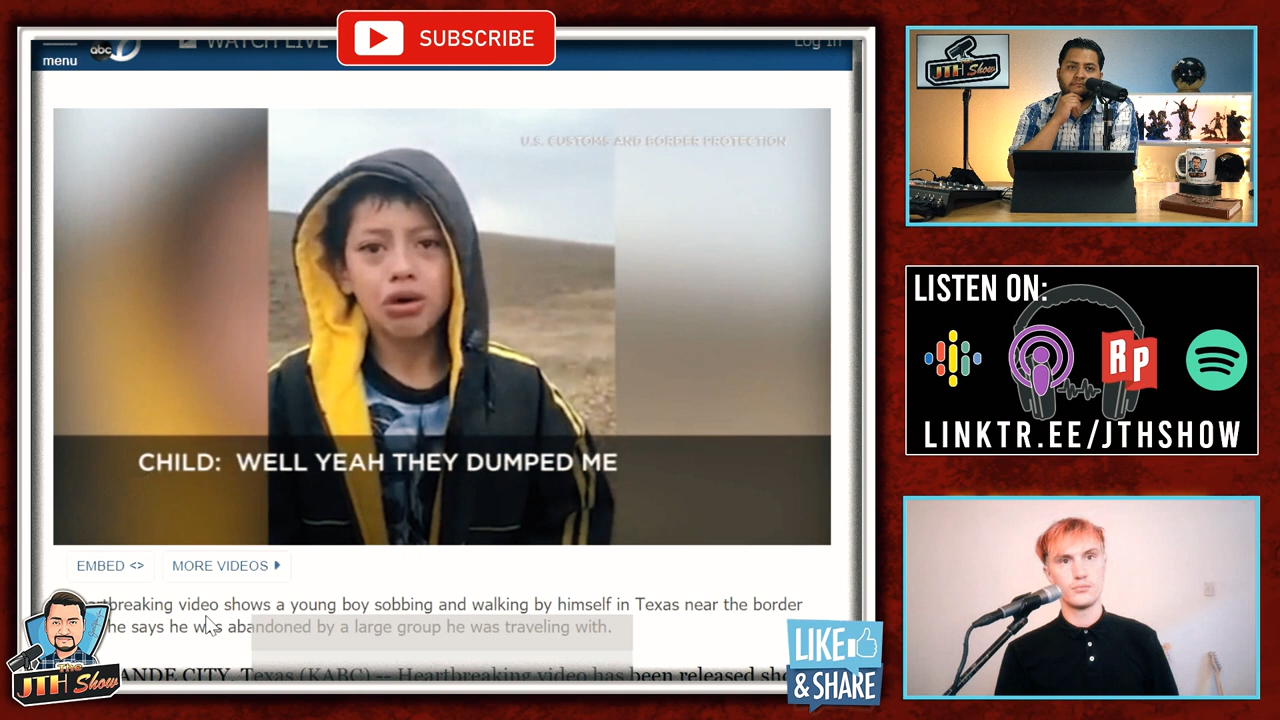 SUBSCRIBE
WATCH LIVE
Log In
menu
abc
U.S. CUSTOMS AND BORDER PROTECTION
CHILD: WELL YEAH THEY DUMPED ME
EMBED <>
MORE VIDEOS
video shows a young boy sobbing and walking by himself in Texas near the border
he says he was abandoned by a large group he was traveling with.
CITY, Texas (KABC) -- Heartbreaking video has been released
THE
JTH Show
LIKE
& SHARE
JTH Show
LISTEN ON:
RP
LINKTR.EE/JTHSHOW